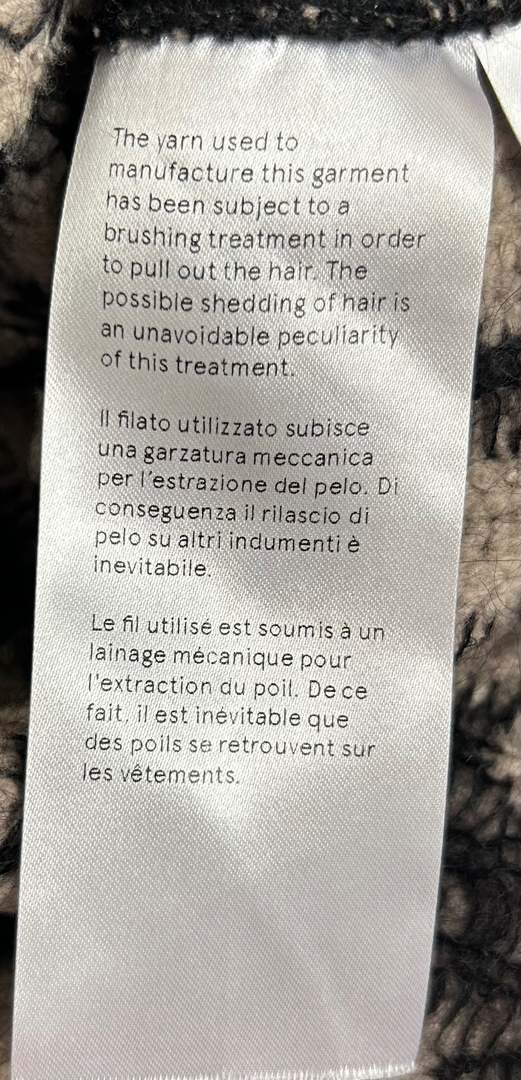 The yarn used to
manufacture this garment
has been subject to a
brushing treatment in order
to pull out the hair. The
possible shedding of hair is
an unavoidable peculiarity
of this treatment.
Il filato utilizzato subisce
una garzatura meccanica
per l'estrazione del pelo. Di
conseguenza il rilascio di
pelo su altri indumenti è
inevitabile.
Le fil utilisé est soumis à un
lainage mécanique pour
l'extraction du poil. De ce
fait, il est inévitable que
des poils se retrouvent sur
les vêtements.